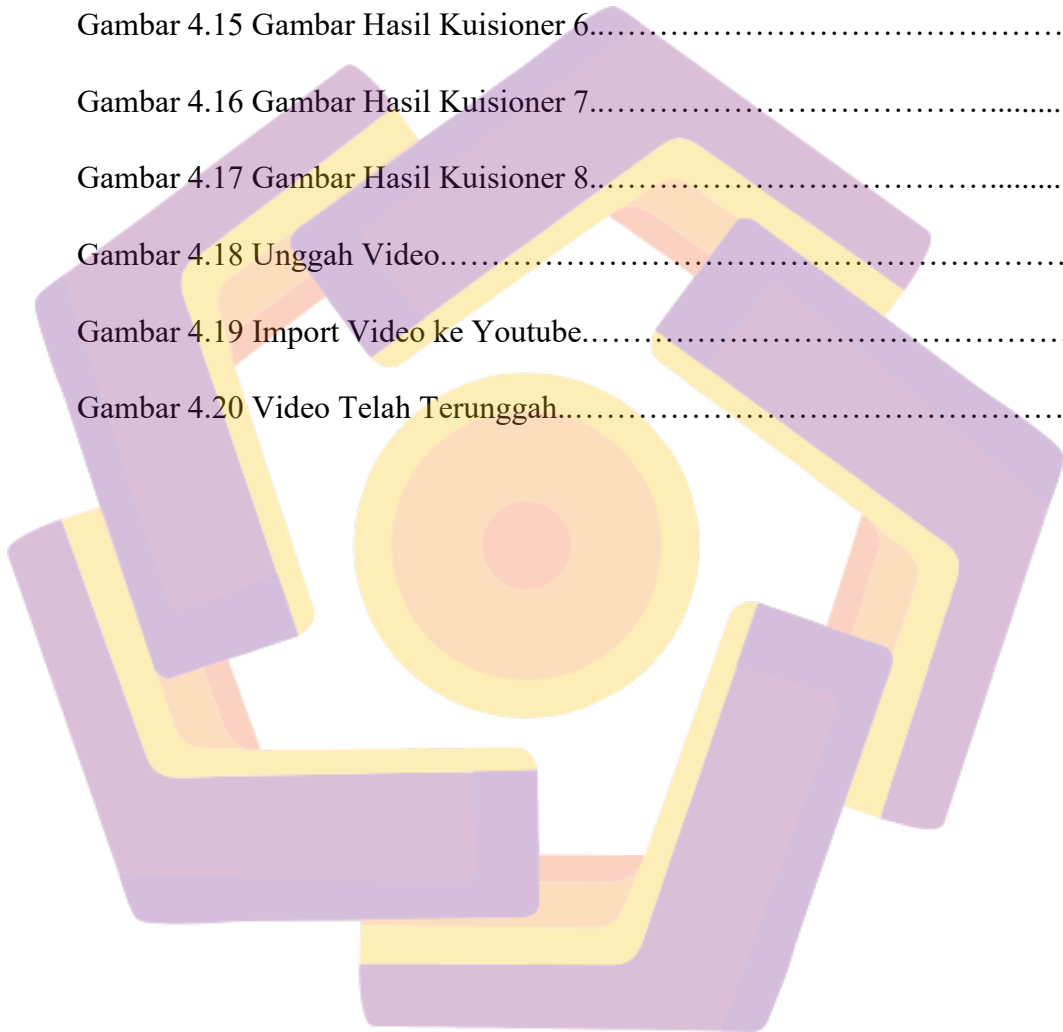 Gambar 4.15 Gambar Hasil Kuisioner 6..……………………………………
Gambar 4.16 Gambar Hasil Kuisioner 7..……………………………….........
Gambar 4.17 Gambar Hasil Kuisioner 8..……………………………….........
Gambar 4.18 Unggah Video..………………………………………………
Gambar 4.19 Import Video ke Youtube..……………………………………
Gambar 4.20 Video Telah Terunggah..………………………………………